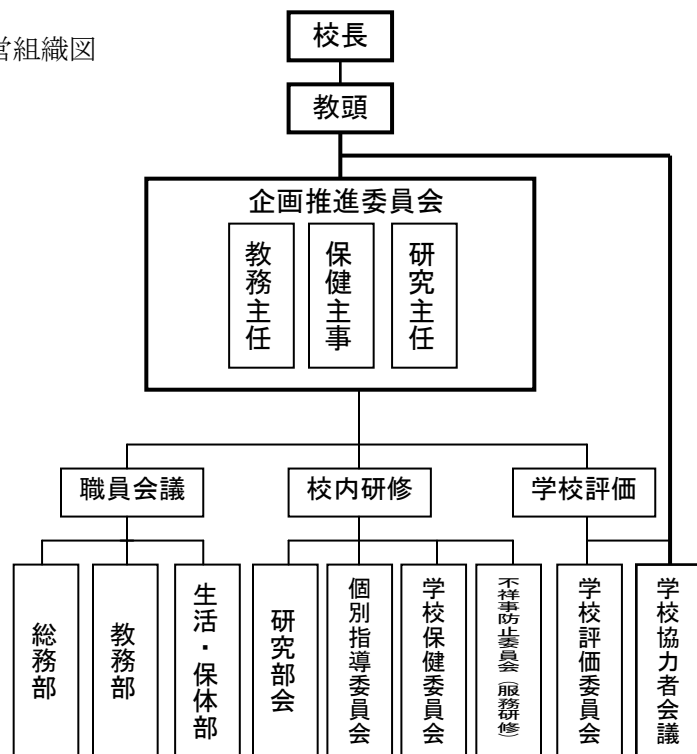 営組織図
校長
教頭
企画推進委員会
教務主任
保健主事
研究主任
職員会議
校内研修
学校評価
総務部
教務部
生活・保体部
研究部会
個別指導委員会
学校保健委員会
不祥事防止委員会（服務研修）
学校評価委員会
学校協力者会議